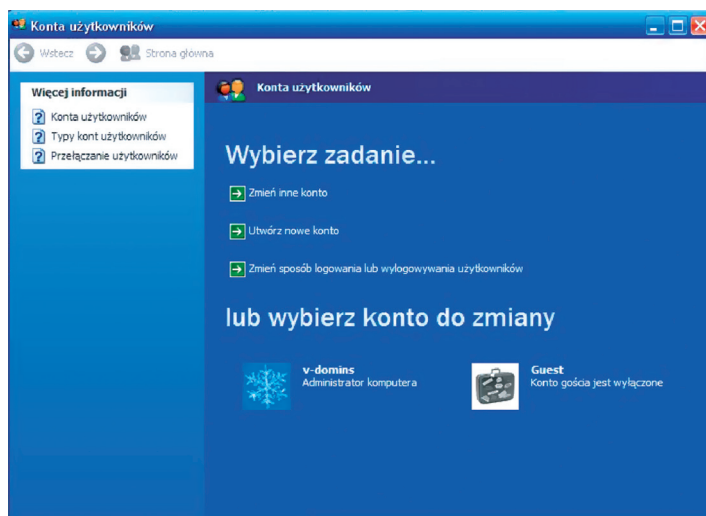 Konta użytkowników
Wstecz
Strona główna
Więcej informacji
Konta użytkowników
Typy kont użytkowników
Przełączanie użytkowników
Konta użytkowników
Wybierz zadanie...
Zmień inne konto
Utwórz nowe konto
Zmień sposób logowania lub wylogowywania użytkowników
lub wybierz konto do zmiany
v-domins
Administrator komputera
Guest
Konto gościa jest wyłączone